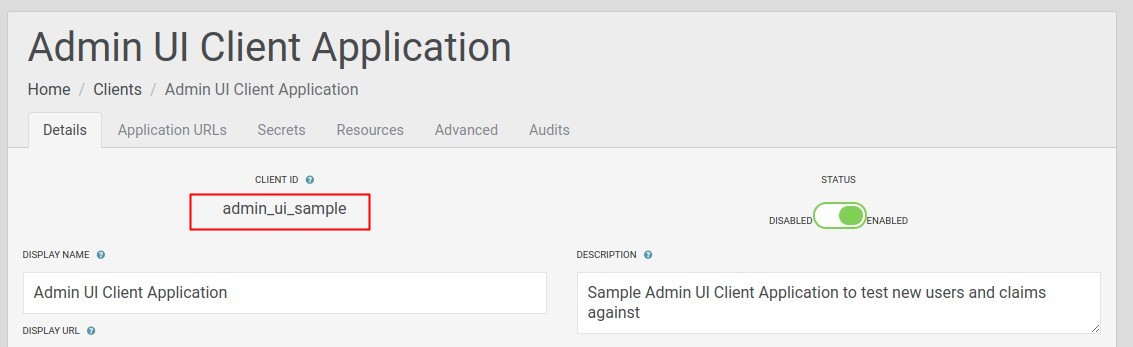 Admin UI Client Application
Home / Clients / Admin UI Client Application
Details Application URLs Secrets Resources Advanced Audits
CLIENT ID ?
admin_ui_sample
STATUS
DISABLED ENABLED
DISPLAY NAME ?
Admin UI Client Application
DESCRIPTION ?
Sample Admin UI Client Application to test new users and claims
against
DISPLAY URL ?